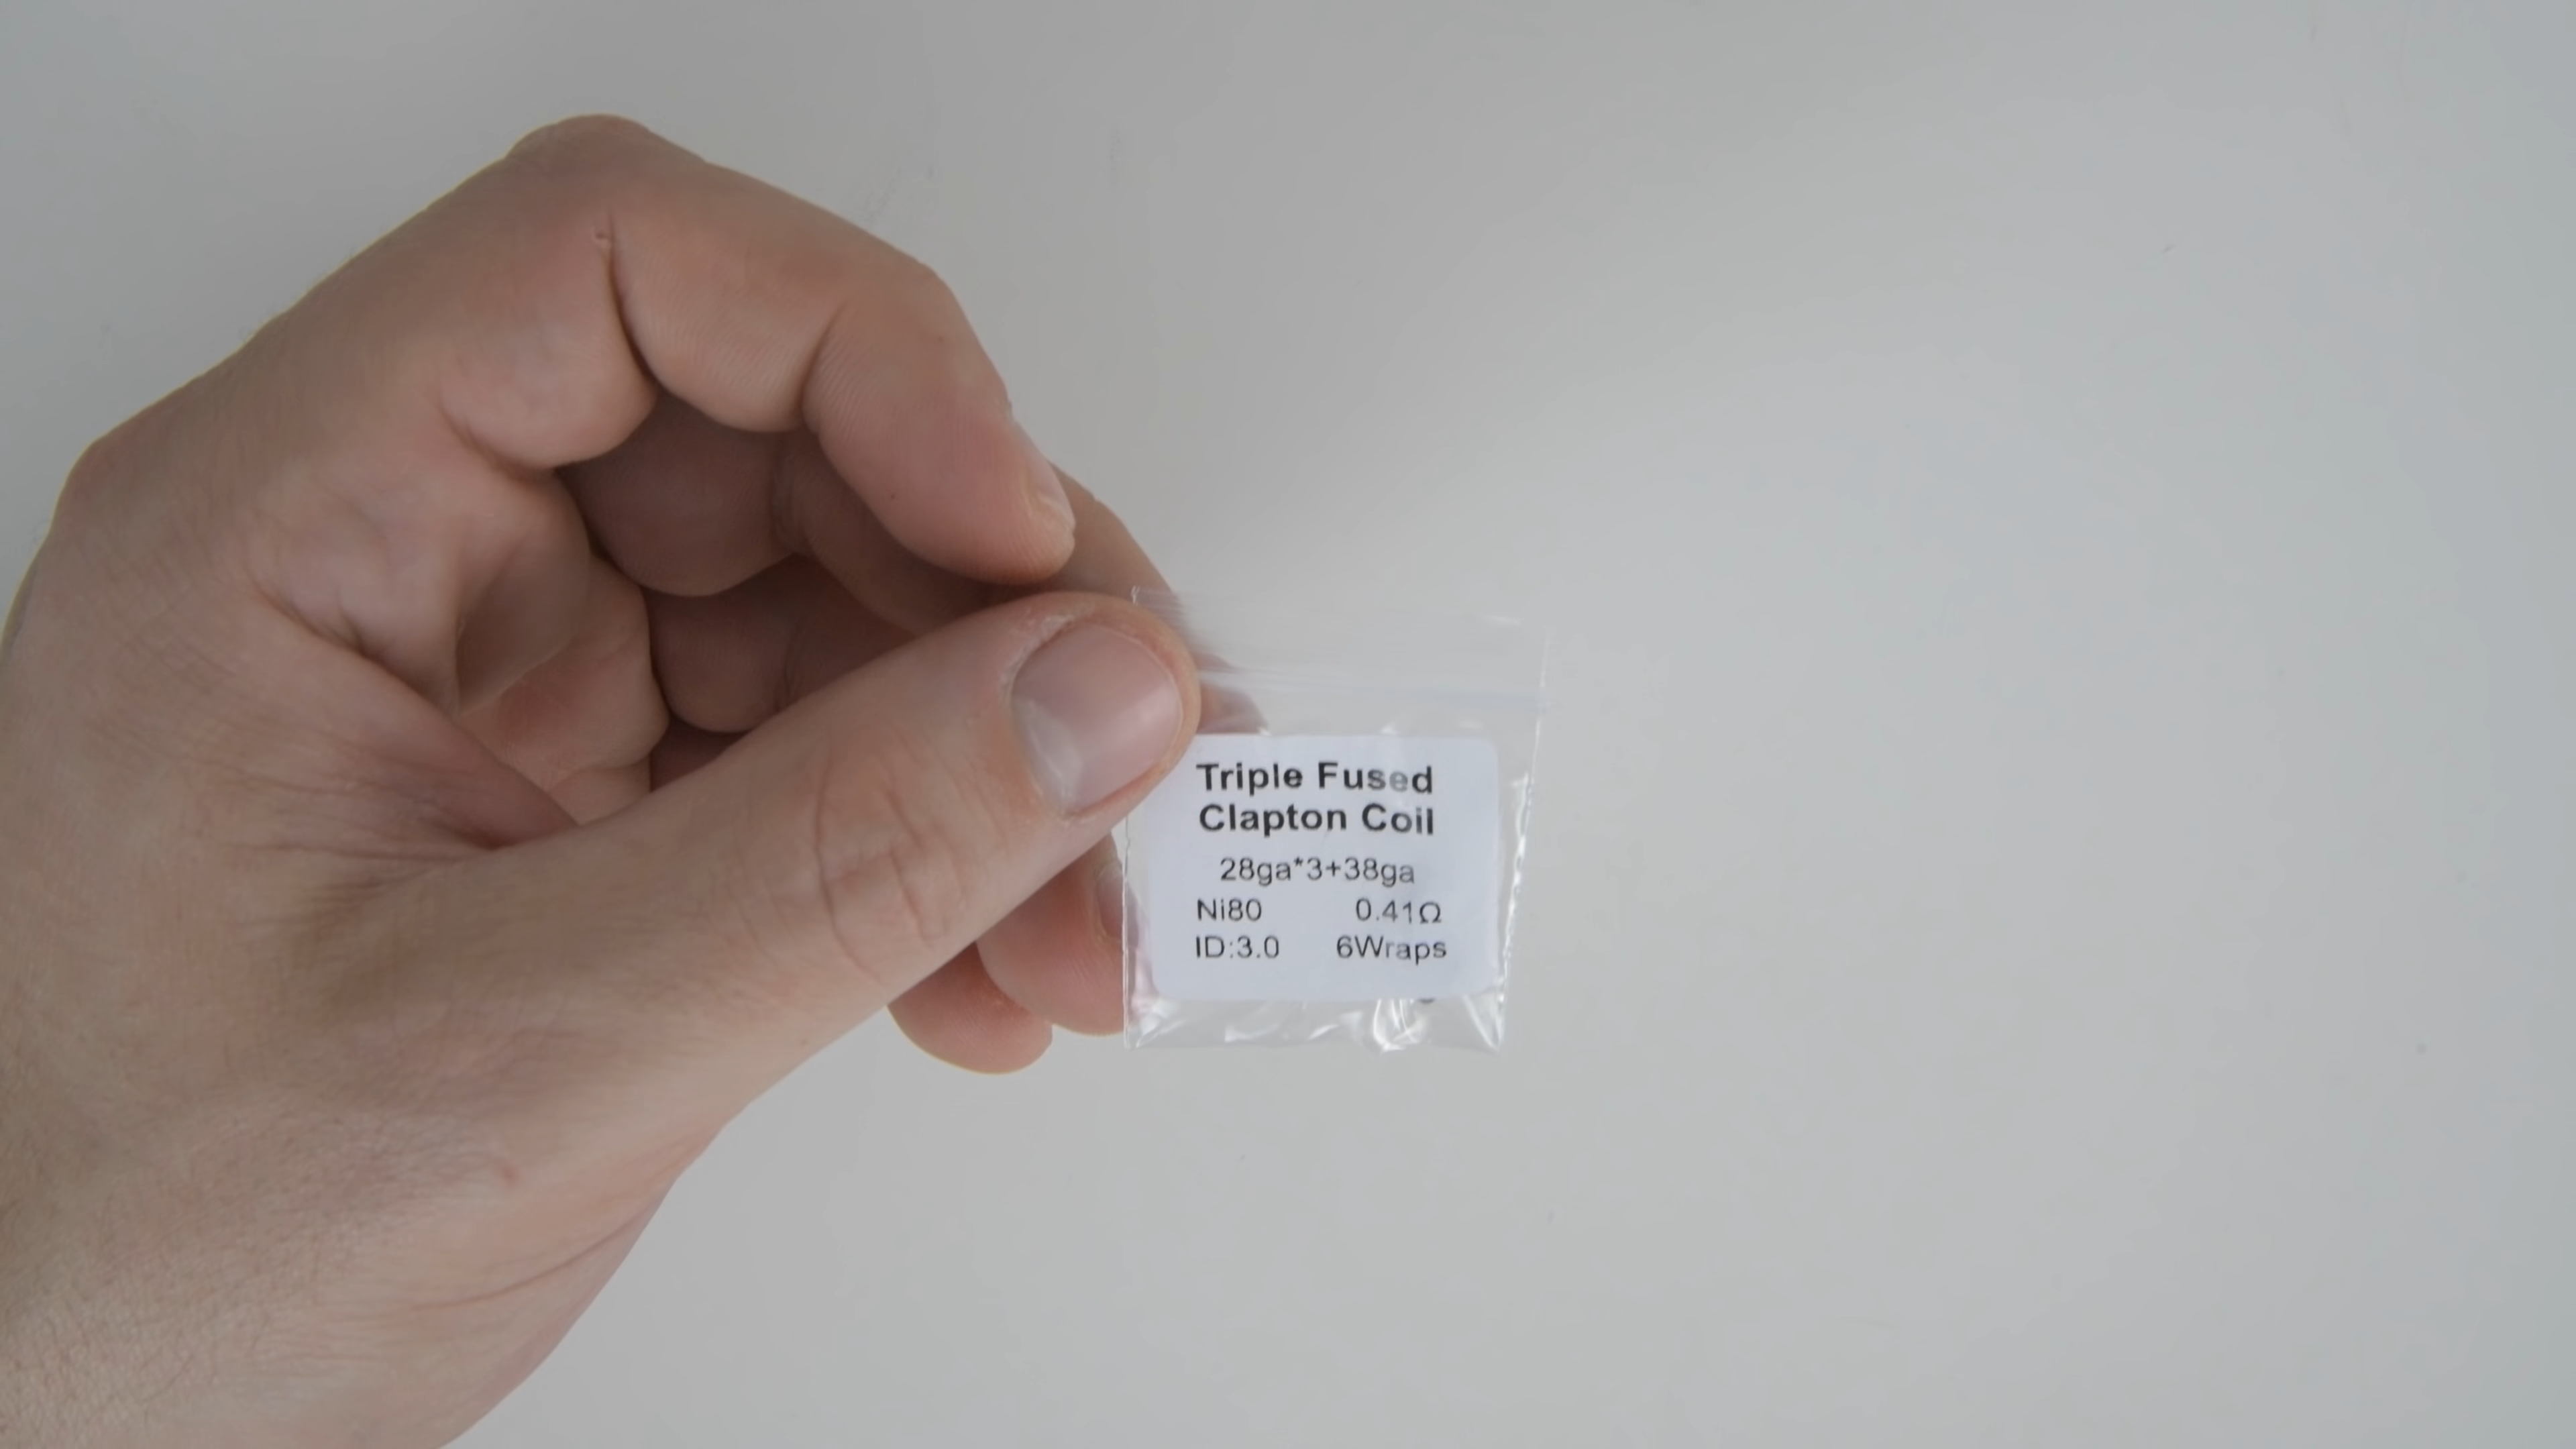 Triple Fused
Clapton Coil
28ga*3+38ga
Ni80 0.41Ω
ID:3.0 6Wraps